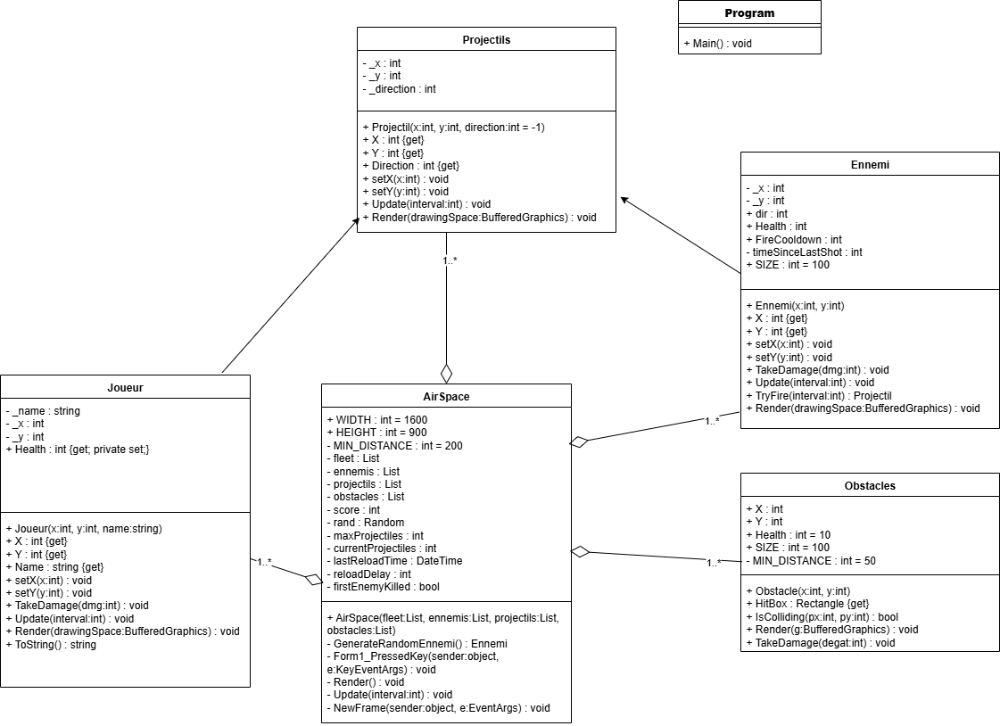 Program
+ Main() : void
Projectils
- _x : int
- _y : int
- _direction : int
+ Projectil(x:int, y:int, direction:int = -1)
+ X : int {get}
+ Y : int {get}
+ Direction : int {get}
+ setX(x:int) : void
+ setY(y:int) : void
+ Update(interval:int) : void
+ Render(drawingSpace:BufferedGraphics) : void
1..*
Ennemi
- _x : int
- _y : int
+ dir : int
+ Health : int
+ FireCooldown : int
- timeSinceLastShot : int
+ SIZE : int = 100
+ Ennemi(x:int, y:int)
+ X : int {get}
+ Y : int {get}
+ setX(x:int) : void
+ setY(y:int) : void
+ TakeDamage(dmg:int) : void
+ Update(interval:int) : void
+ TryFire(interval:int) : Projectil
+ Render(drawingSpace:BufferedGraphics) : void
1..*
Joueur
- _name : string
- _x : int
- _y : int
+ Health : int {get; private set;}
+ Joueur(x:int, y:int, name:string)
+ X : int {get}
+ Y : int {get}
+ Name : string {get}
+ setX(x:int) : void
+ setY(y:int) : void
+ TakeDamage(dmg:int) : void
+ Update(interval:int) : void
+ Render(drawingSpace:BufferedGraphics) : void
+ ToString() : string
1..*
AirSpace
+ WIDTH : int = 1600
+ HEIGHT : int = 900
- MIN_DISTANCE : int = 200
- fleet : List
- ennemis : List
- projectils : List
- obstacles : List
- score : int
- rand : Random
- maxProjectiles : int
- currentProjectiles : int
- lastReloadTime : DateTime
- reloadDelay : int
- firstEnemyKilled : bool
+ AirSpace(fleet:List, ennemis:List, projectils:List,
obstacles:List)
- GenerateRandomEnnemi() : Ennemi
- Form1_PressedKey(sender:object,
e:KeyEventArgs) : void
- Render() : void
- Update(interval:int) : void
- NewFrame(sender:object, e:EventArgs) : void
Obstacles
+ X : int
+ Y : int
+ Health : int = 10
+ SIZE : int = 100
- MIN_DISTANCE : int = 50
+ Obstacle(x:int, y:int)
+ HitBox : Rectangle {get}
+ IsColliding(px:int, py:int) : bool
+ Render(g:BufferedGraphics) : void
+ TakeDamage(degat:int) : void
1..*